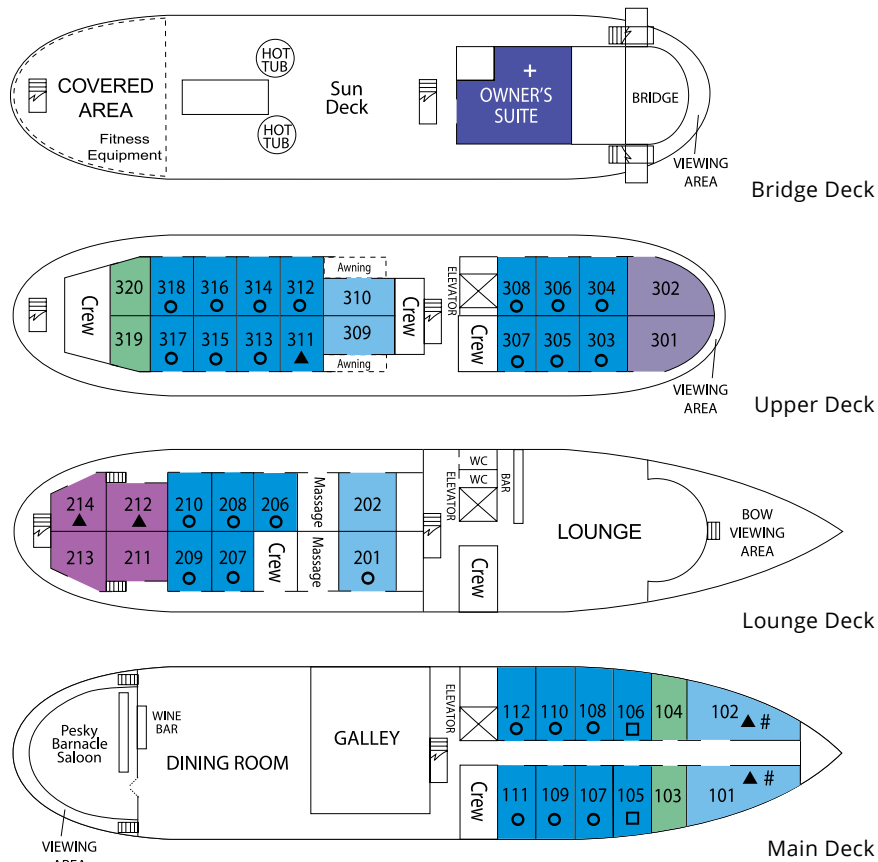 HOT
TUB
COVERED
AREA
Fitness
Equipment
Sun
Deck
HOT
TUB
+
OWNER'S
SUITE
BRIDGE
VIEWING
AREA
Bridge Deck
Awning
ELEVATOR
320 318 316 314 312 310 308 306 304 302
Crew Crew
319 317 315 313 311 309 Crew 307 305 303 301
Awning
VIEWING
AREA
Upper Deck
WC
WC
ELEVATOR
BAR
214 212 210 208 206 Massage 202
LOUNGE
BOW
VIEWING
AREA
213 211 209 207 Crew Massage 201
Crew
Lounge Deck
ELEVATOR
Pesky
Barnacle
Saloon
WINE
BAR
DINING ROOM
GALLEY
112 110 108 106 104 102 #
Crew 111 109 107 105 103 101 #
VIEWING
Main Deck